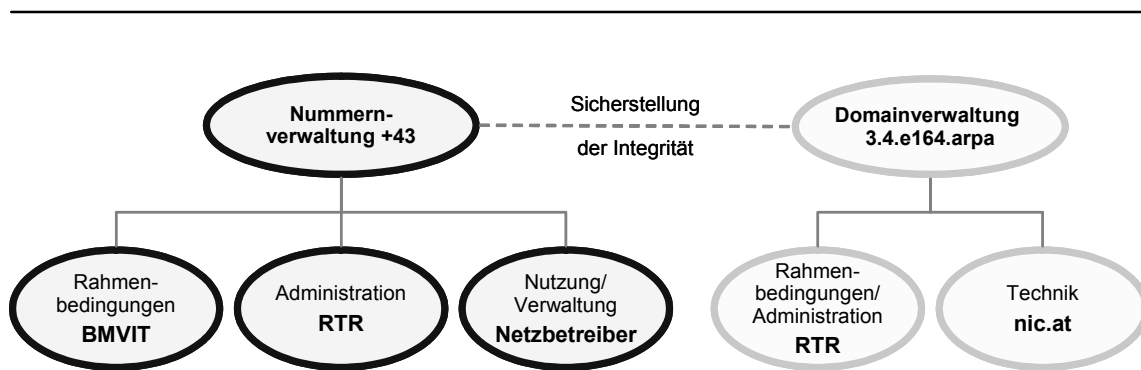 Nummern-
verwaltung +43
Sicherstellung
der Integrität
Domainverwaltung
3.4.e164.arpa
Rahmen-
bedingungen
BMVIT
Administration
RTR
Nutzung/
Verwaltung
Netzbetreiber
Rahmen-
bedingungen/
Administration
RTR
Technik
nic.at